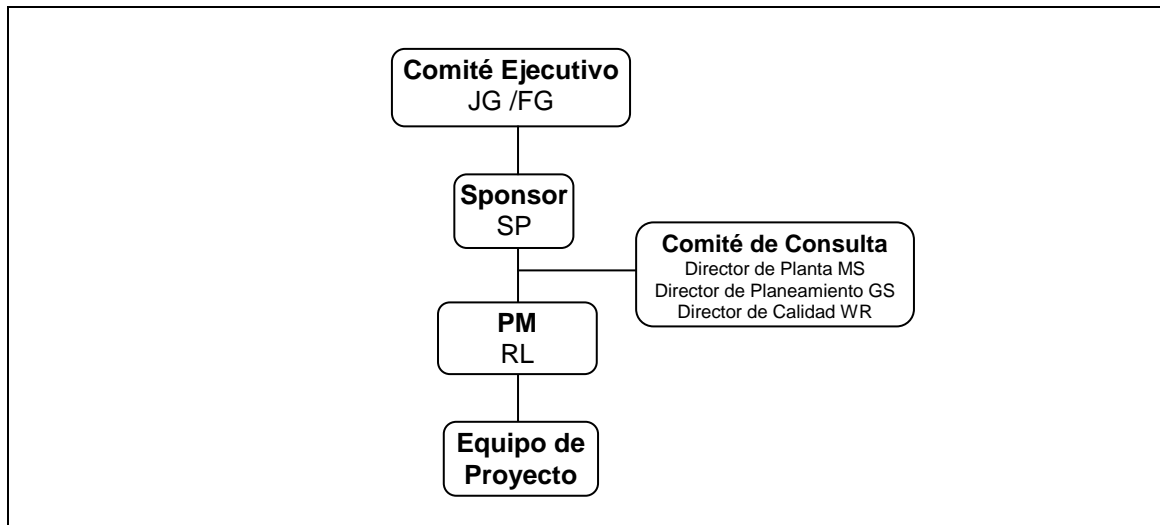 Comité Ejecutivo
JG /FG
Sponsor
SP
Comité de Consulta
Director de Planta MS
Director de Planeamiento GS
Director de Calidad WR
PM
RL
Equipo de
Proyecto